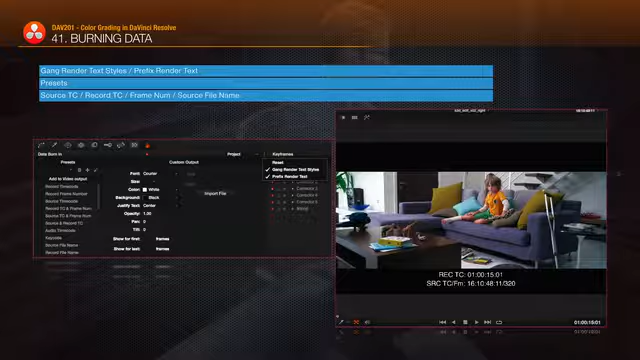 DAV201 - Color Grading in DaVinci Resolve
41. BURNING DATA
Gang Render Text Styles / Prefix Render Text
Presets
Source TC / Record TC / Frame Num / Source File Name
Data Burn In
Project
Keyframes
Presets
Custom Output
Reset
Gang Render Text Styles
Prefix Render Text
Add to Video output
Record Timecode
Record Frame Number
Source Timecode
Record TC & Frame Num
Source TC & Frame Num
Source & Record TC
Audio Timecode
Keycode
Source File Name
Record File Name
Font: Courier
Size:
Color: White
Background: Black
Justify Text: Center
Opacity: 1.00
Pan: 0
Tilt: 0
Show for first: frames
Show for last: frames
Import File
16:10:48:11
REC TC: 01:00:15:01
SRC TC/Fm: 16:10:48:11/320
01:00:15:01